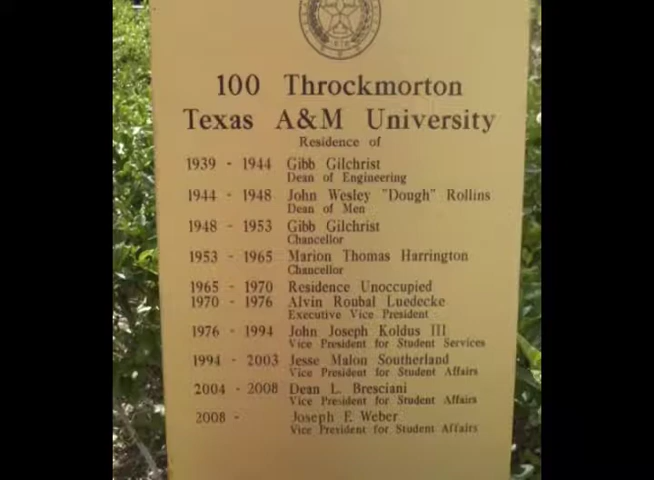 100 Throckmorton
Texas A&M University
Residence of
1939 - 1944 Gibb Gilchrist
Dean of Engineering
1944 - 1948 John Wesley "Dough" Rollins
Dean of Men
1948 - 1953 Gibb Gilchrist
Chancellor
1953 - 1965 Marion Thomas Harrington
Chancellor
1965 - 1970 Residence Unoccupied
1970 - 1976 Alvin Roubal Luedecke
Executive Vice President
1976 - 1994 John Joseph Koldus III
Vice President for Student Services
1994 - 2003 Jesse Malon Southerland
Vice President for Student Affairs
2004 - 2008 Dean L. Bresciani
Vice President for Student Affairs
2008 - Joseph F. Weber
Vice President for Student Affairs